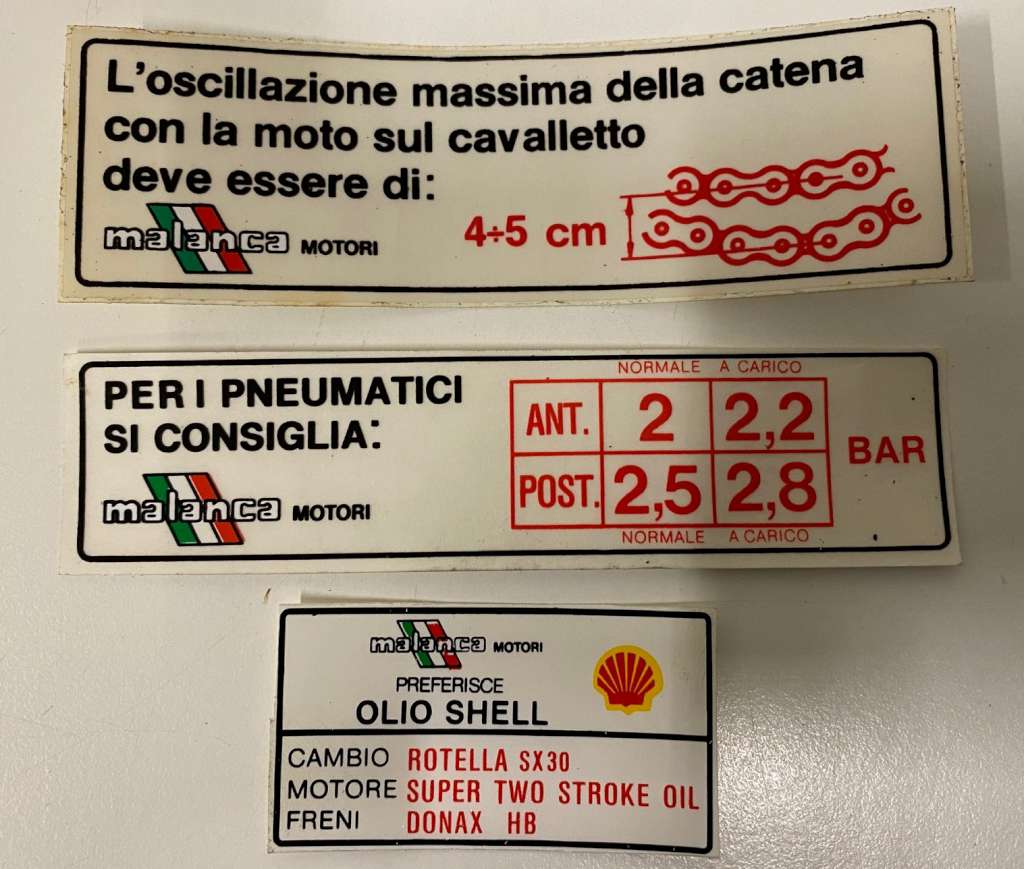 L'oscillazione massima della catena
con la moto sul cavalletto
deve essere di:
malanca MOTORI
4÷5 cm
PER I PNEUMATICI
SI CONSIGLIA:
malanca MOTORI
NORMALE A CARICO
ANT. 2 2,2
BAR
POST. 2,5 2,8
NORMALE A CARICO
malanca MOTORI
PREFERISCE
OLIO SHELL
CAMBIO ROTELLA SX30
MOTORE SUPER TWO STROKE OIL
FRENI DONAX HB